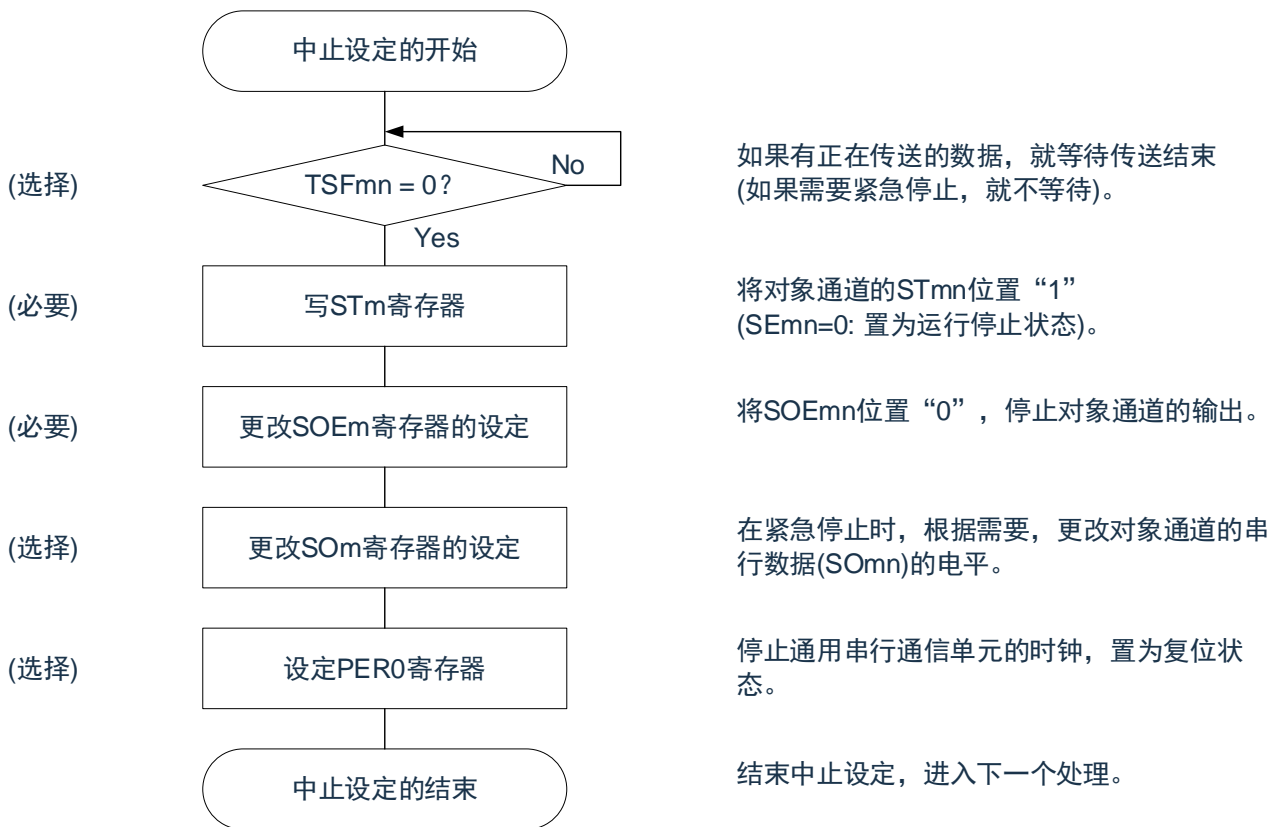 中止设定的开始
No
(选择)
TSFmn = 0?
如果有正在传送的数据，就等待传送结束
(如果需要紧急停止，就不等待)。
Yes
(必要)
写STm寄存器
将对象通道的STmn位置“1”
(SEmn=0: 置为运行停止状态)。
(必要)
更改SOEm寄存器的设定
将SOEmn位置“0”，停止对象通道的输出。
(选择)
更改SOm寄存器的设定
在紧急停止时，根据需要，更改对象通道的串
行数据(SOmn)的电平。
(选择)
设定PER0寄存器
停止通用串行通信单元的时钟，置为复位状
态。
中止设定的结束
结束中止设定，进入下一个处理。